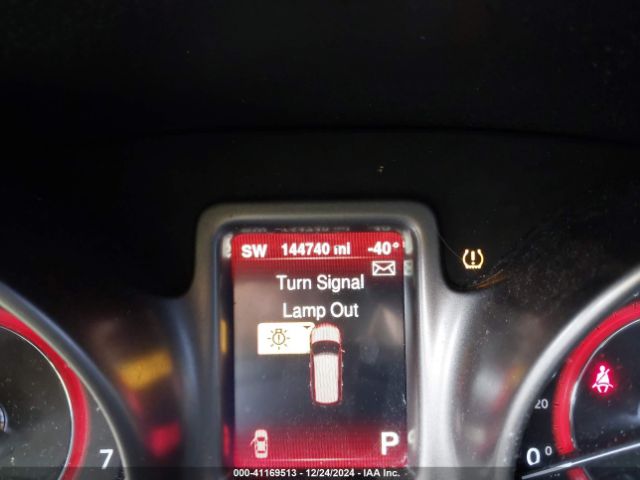 SW 144740 mi -40°
Turn Signal
Lamp Out
P
20
7
0
000-41169513 - 12/24/2024 - IAA Inc.